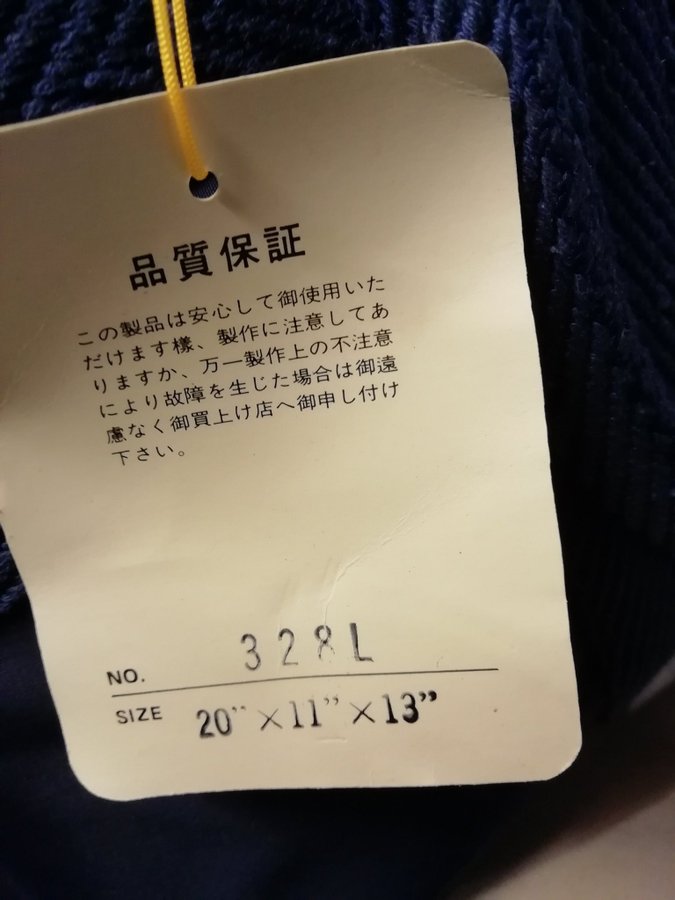 品質保証
この製品は安心して御使用いた
だけます様、製作に注意してあ
りますか、万一製作上の不注意
により故障を生じた場合は御遠
慮なく御買上け店へ御申し付け
下さい。
NO. 328L
SIZE 20"×11"×13"